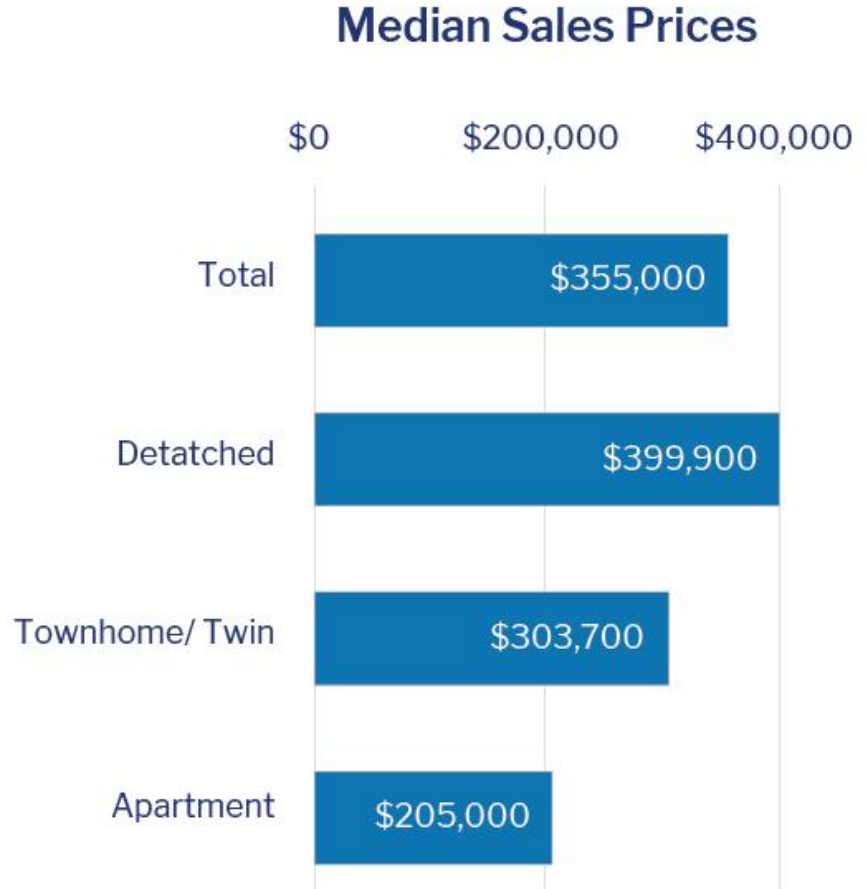 Median Sales Prices
$0 $200,000 $400,000
Total $355,000
Detatched $399,900
Townhome/ Twin $303,700
Apartment $205,000